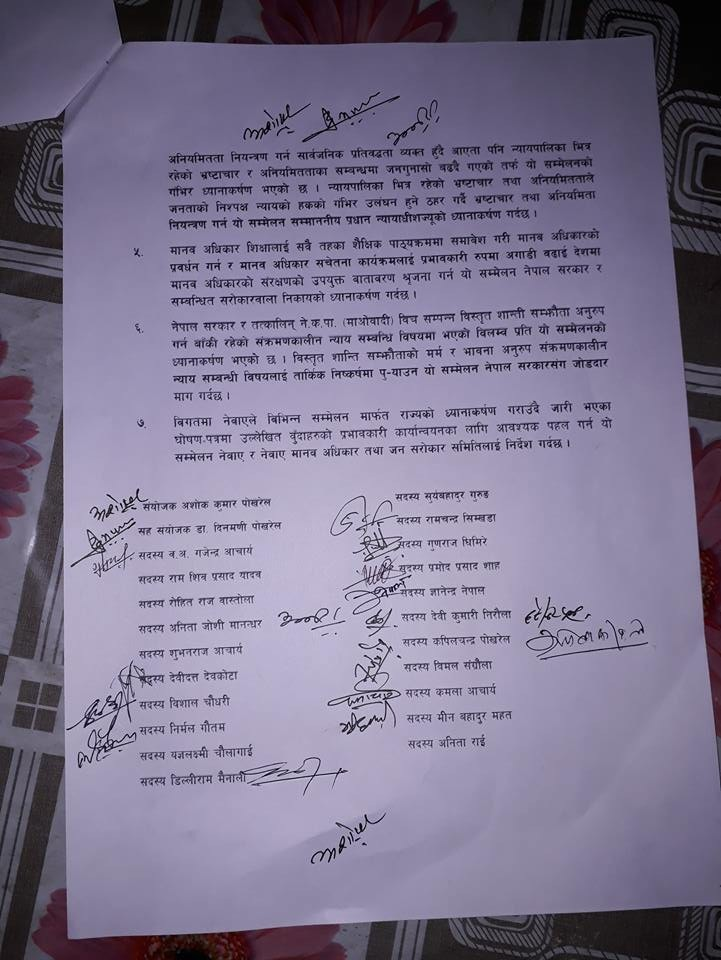 अनियमितता नियन्त्रण गर्न सार्वजनिक प्रतिवद्धता व्यक्त हुँदै आएता पनि न्यायपालिका भित्र
रहेको भ्रष्टाचार र अनियमितताका सम्बन्धमा जनगुनासो बढदै गएको तर्फ यो सम्मेलनको
गंभिर ध्यानाकर्षण भएको छ । न्यायपालिका भित्र रहेको भ्रष्टाचार तथा अनियमितताले
जनताको निश्पक्ष न्यायको हकको गंभिर उलंघन हुने ठहर गर्दै भ्रष्टाचार तथा अनियमिता
नियन्त्रण गर्न यो सम्मेलन सम्माननीय प्रधान न्यायाधीशज्यूको ध्यानाकर्षण गर्दछ ।
५. मानव अधिकार शिक्षालाई सवै तहका शैक्षिक पाठ्यक्रममा समावेश गरी मानव अधिकारको
प्रवर्धन गर्न र मानव अधिकार सचेतना कार्यक्रमलाई प्रभावकारी रुपमा अगाडी वढाई देशमा
मानव अधिकारको संरक्षणको उपयुक्त बातावरण श्रृजना गर्न यो सम्मेलन नेपाल सरकार र
सम्बन्धित सरोकारवाला निकायको ध्यानाकर्षण गर्दछ ।
६. नेपाल सरकार र तत्कालिन ने.क.पा. (माओवादी) विच सम्पन्न विस्तृत शान्ती सम्झौता अनुरुप
गर्न बाँकी रहेको संक्रमणकालीन न्याय सम्बन्धि विषयमा भएको विलम्व प्रति यो सम्मेलनको
ध्यानाकर्षण भएको छ । विस्तृत शान्ति सम्झौताको मर्म र भावना अनुरुप संक्रमणकालीन
न्याय सम्बन्धी विषयलाई तार्किक निष्कर्षमा पु-याउन यो सम्मेलन नेपाल सरकारसंग जोडदार
माग गर्दछ ।
७. विगतमा नेवाएले विभिन्न सम्मेलन मार्फत राज्यको ध्यानाकर्षण गराउँदै जारी भएका
घोषण-पत्रमा उल्लेखित वुँदाहरुको प्रभावकारी कार्यान्वयनका लागि आवश्यक पहल गर्न यो
सम्मेलन नेवाए र नेवाए मानव अधिकार तथा जन सरोकार समितिलाई निर्देश गर्दछ ।
संयोजक अशोक कुमार पोखरेल
सह संयोजक डा. दिनमणी पोखरेल
सदस्य व.अ. गजेन्द्र आचार्य
सदस्य राम शिव प्रसाद यादव
सदस्य रोहित राज वास्तोला
सदस्य अनिता जोशी मानन्धर
सदस्य शुभनराज आचार्य
सदस्य देवीदत्त देवकोटा
सदस्य विशाल चौधरी
सदस्य निर्मल गौतम
सदस्य यज्ञलक्ष्मी चौलागाई
सदस्य डिल्लीराम मैनाली
सदस्य सुर्यबहादुर गुरुङ
सदस्य रामचन्द्र सिम्खडा
सदस्य गुणराज घिमिरे
सदस्य प्रमोद प्रसाद शाह
सदस्य ज्ञानेन्द्र नेपाल
सदस्य देवी कुमारी निरौला
सदस्य कपिलचन्द्र पोखरेल
सदस्य विमल संग्रौला
सदस्य कमला आचार्य
सदस्य मीन बहादुर महत
सदस्य अनिता राई